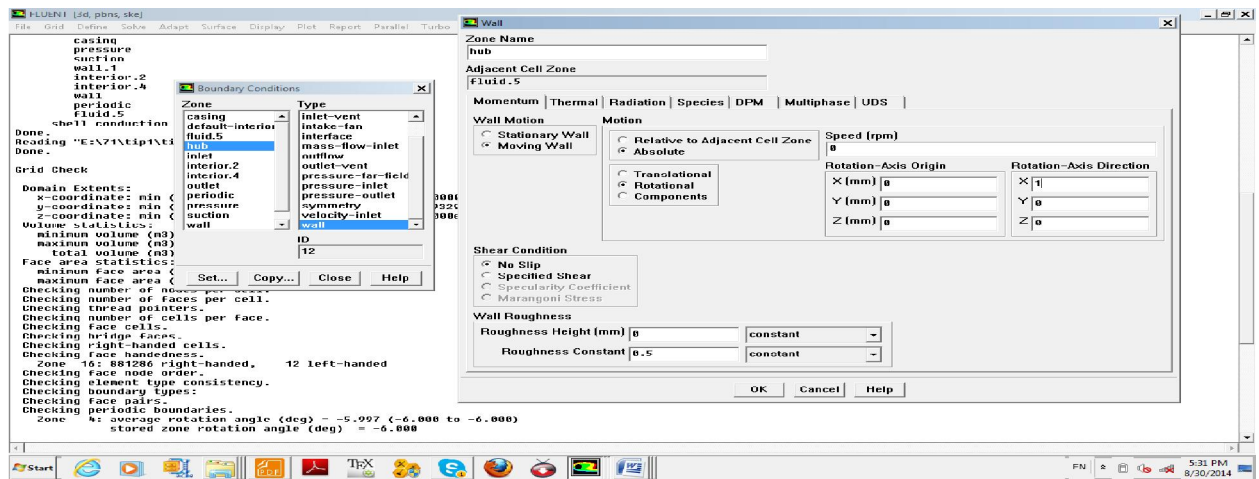 FLUENT [3d, pbns, ske]
File Grid Define Solve Adapt Surface Display Plot Report Parallel Turbo
casing
pressure
suction
wall.1
interior.2
interior.4
wall
periodic
fluid.5
shell conduction
Done.
Reading "E:\71\tip1\ti
Done.
Grid Check
Domain Extents:
x-coordinate: min (
y-coordinate: min (
z-coordinate: min (
Volume statistics:
minimum volume (m3)
maximum volume (m3)
total volume (m3)
Face area statistics:
minimum face area (
maximum face area (
Checking number of nodes per cell.
Checking number of faces per cell.
Checking thread pointers.
Checking number of cells per face.
Checking face cells.
Checking bridge faces.
Checking right-handed cells.
Checking face handedness.
Zone 16: 881286 right-handed, 12 left-handed
Checking face node order.
Checking element type consistency.
Checking boundary types:
Checking face pairs.
Checking periodic boundaries.
Zone 4: average rotation angle (deg) = -5.997 (-6.000 to -6.000)
stored zone rotation angle (deg) = -6.000
Boundary Conditions
Zone Type
casing
default-interior
fluid.5
hub
inlet
interior.2
interior.4
outlet
periodic
pressure
suction
wall
inlet-vent
intake-fan
interface
mass-flow-inlet
outflow
outlet-vent
pressure-far-field
pressure-inlet
pressure-outlet
symmetry
velocity-inlet
wall
ID
12
Set... Copy... Close Help
Wall
Zone Name
hub
Adjacent Cell Zone
fluid.5
Momentum Thermal Radiation Species DPM Multiphase UDS
Wall Motion
Stationary Wall
Moving Wall
Motion
Relative to Adjacent Cell Zone
Absolute
Translational
Rotational
Components
Speed (rpm)
0
Rotation-Axis Origin
X (mm) 0
Y (mm) 0
Z (mm) 0
Rotation-Axis Direction
X 1
Y 0
Z 0
Shear Condition
No Slip
Specified Shear
Specularity Coefficient
Marangoni Stress
Wall Roughness
Roughness Height (mm) 0 constant
Roughness Constant 0.5 constant
OK Cancel Help
Start
PDF
TeX
EN
5:31 PM
8/30/2014